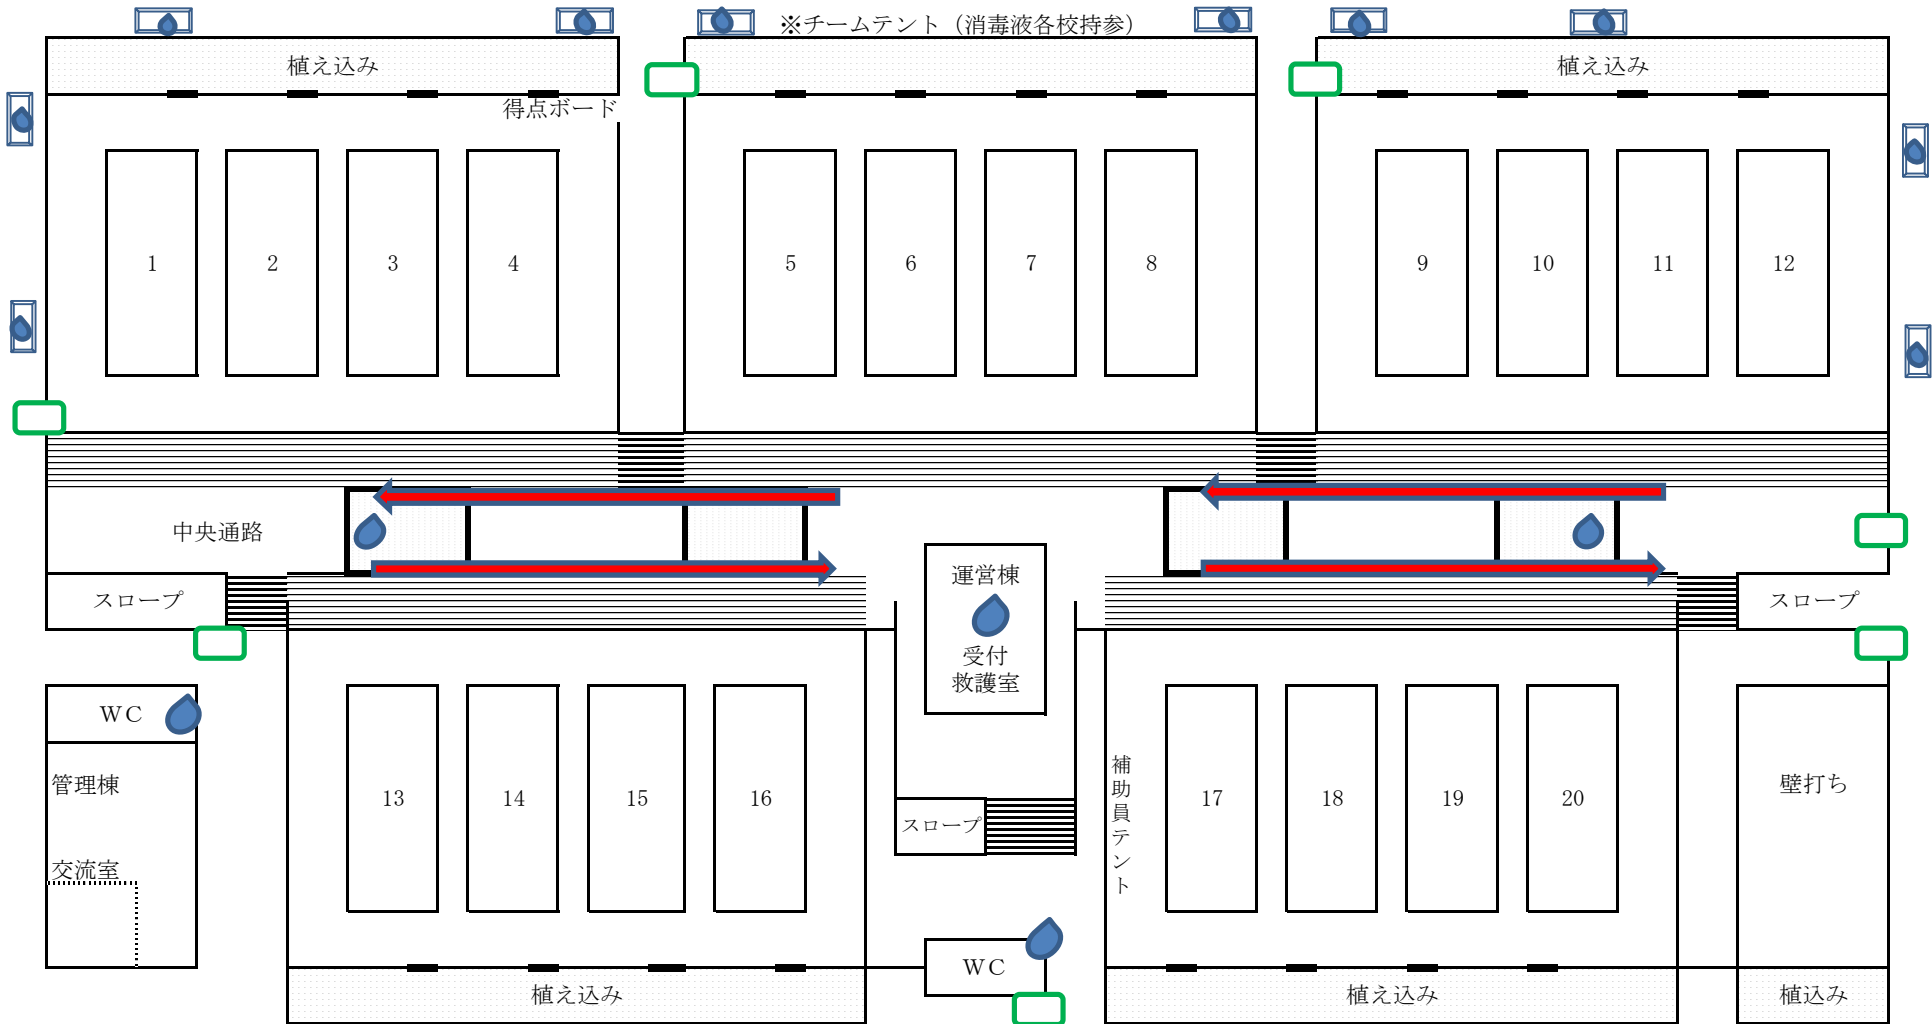 ※チームテント（消毒液各校持参）
植え込み
植え込み
得点ボード
1
2
3
4
5
6
7
8
9
10
11
12
中央通路
運営棟
受付
救護室
スロープ
スロープ
WC
管理棟
交流室
13
14
15
16
スロープ
補助員テント
17
18
19
20
壁打ち
WC
植え込み
植え込み
植込み